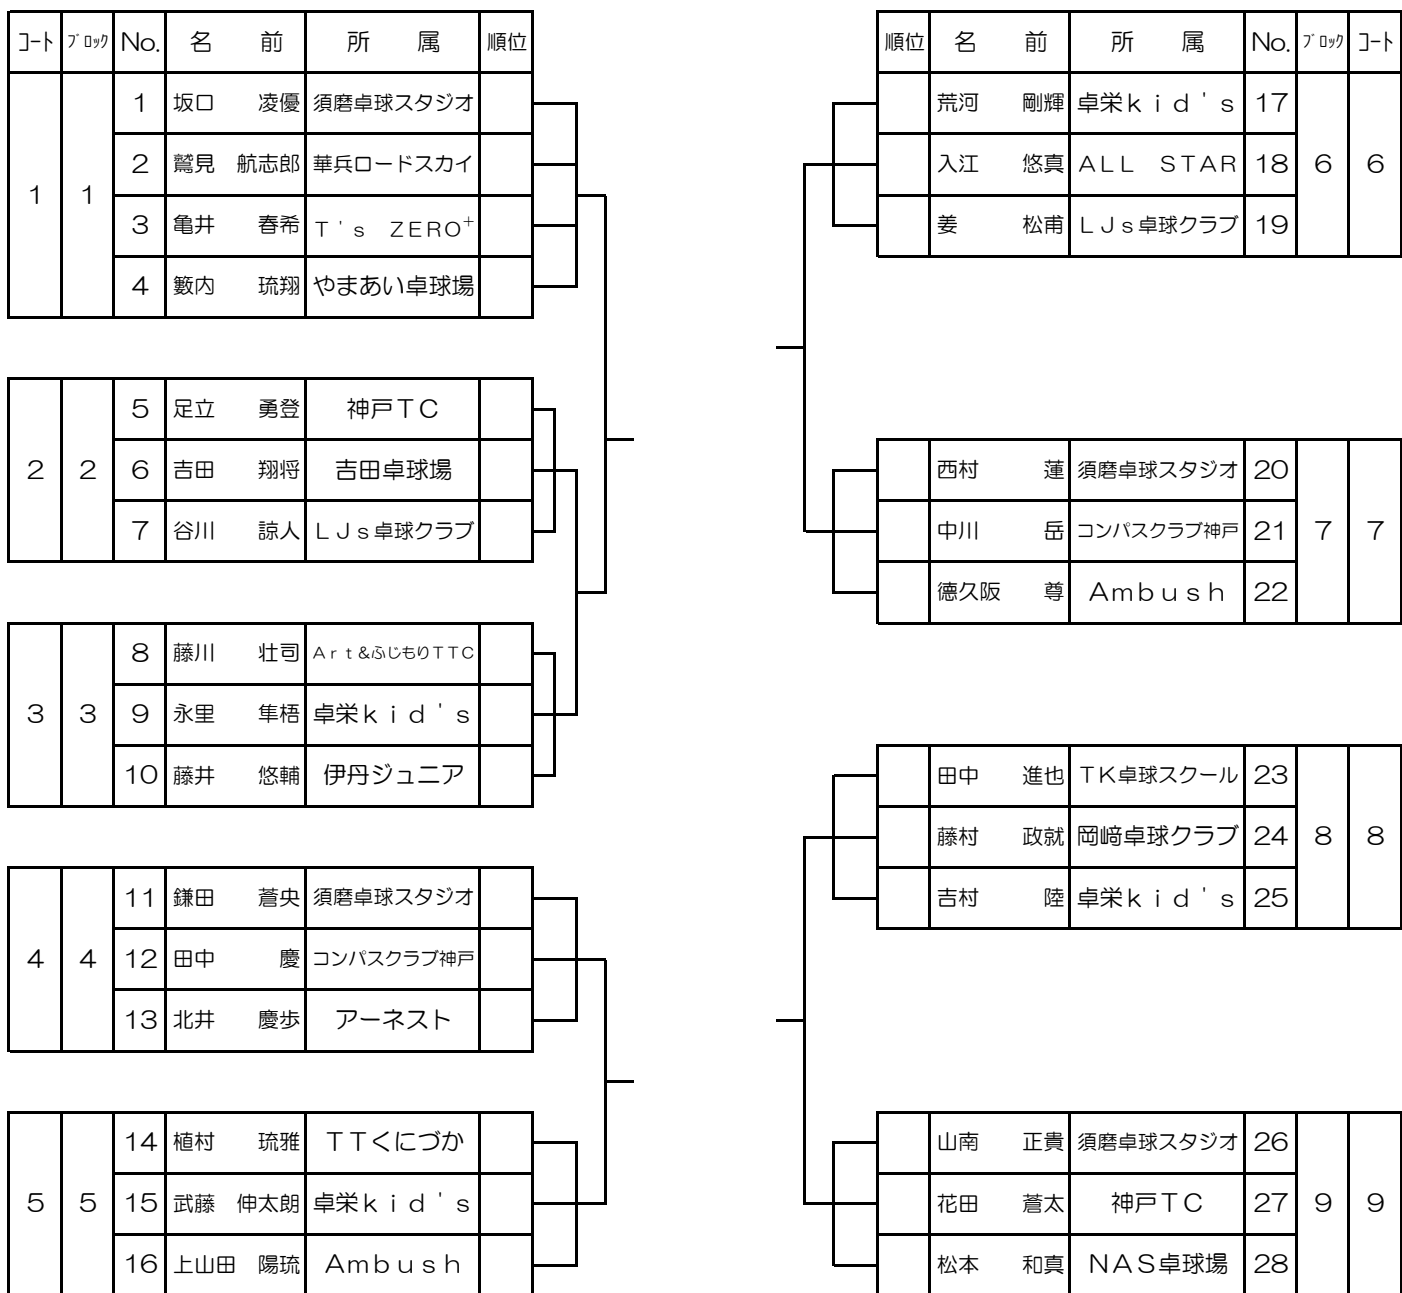 コート ブロック No. 名 前 所 属 順位
1 1
1 坂口 凌優 須磨卓球スタジオ
2 鷲見 航志郎 華兵ロードスカイ
3 亀井 春希 T's ZERO⁺
4 籔内 琉翔 やまあい卓球場
2 2
5 足立 勇登 神戸TC
6 吉田 翔将 吉田卓球場
7 谷川 諒人 LJs卓球クラブ
3 3
8 藤川 壮司 Art&ふじもりTTC
9 永里 隼梧 卓栄kid's
10 藤井 悠輔 伊丹ジュニア
4 4
11 鎌田 蒼央 須磨卓球スタジオ
12 田中 慶 コンパスクラブ神戸
13 北井 慶歩 アーネスト
5 5
14 植村 琉雅 TTくにづか
15 武藤 伸太朗 卓栄kid's
16 上山田 陽琉 Ambush
順位 名 前 所 属 No. ブロック コート
荒河 剛輝 卓栄kid's 17
入江 悠真 ALL STAR 18
姜 松甫 LJs卓球クラブ 19
6 6
西村 蓮 須磨卓球スタジオ 20
中川 岳 コンパスクラブ神戸 21
德久阪 尊 Ambush 22
7 7
田中 進也 TK卓球スクール 23
藤村 政就 岡﨑卓球クラブ 24
吉村 陸 卓栄kid's 25
8 8
山南 正貴 須磨卓球スタジオ 26
花田 蒼太 神戸TC 27
松本 和真 NAS卓球場 28
9 9